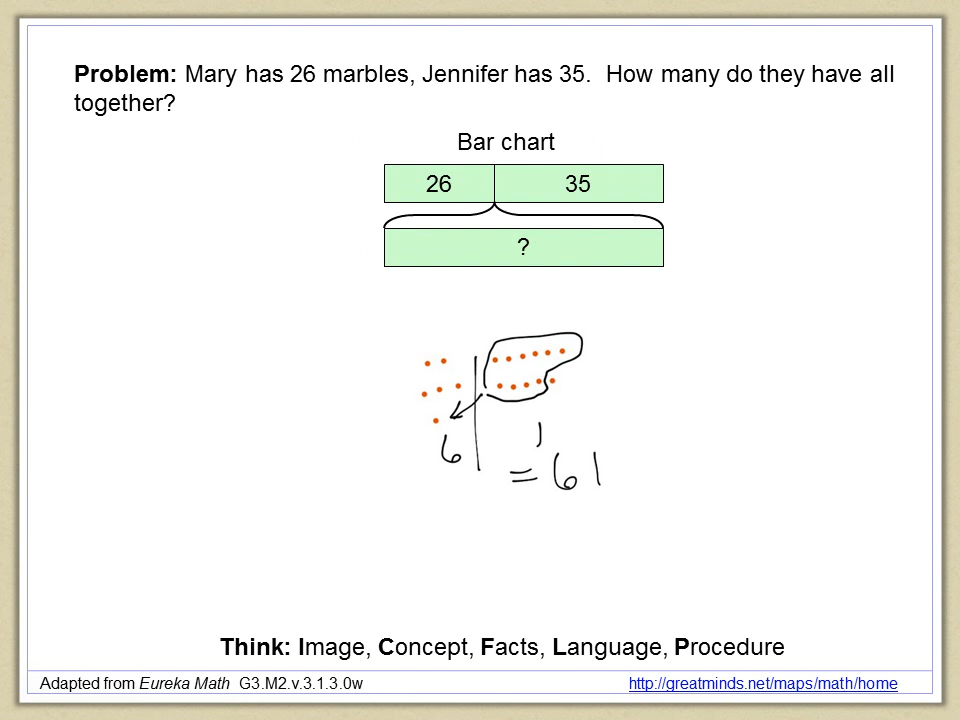 Problem: Mary has 26 marbles, Jennifer has 35.  How many do they have all
together?
Bar chart
26 35
?
6 1
= 61
Think: Image, Concept, Facts, Language, Procedure
Adapted from Eureka Math G3.M2.v.3.1.3.0w http://greatminds.net/maps/math/home